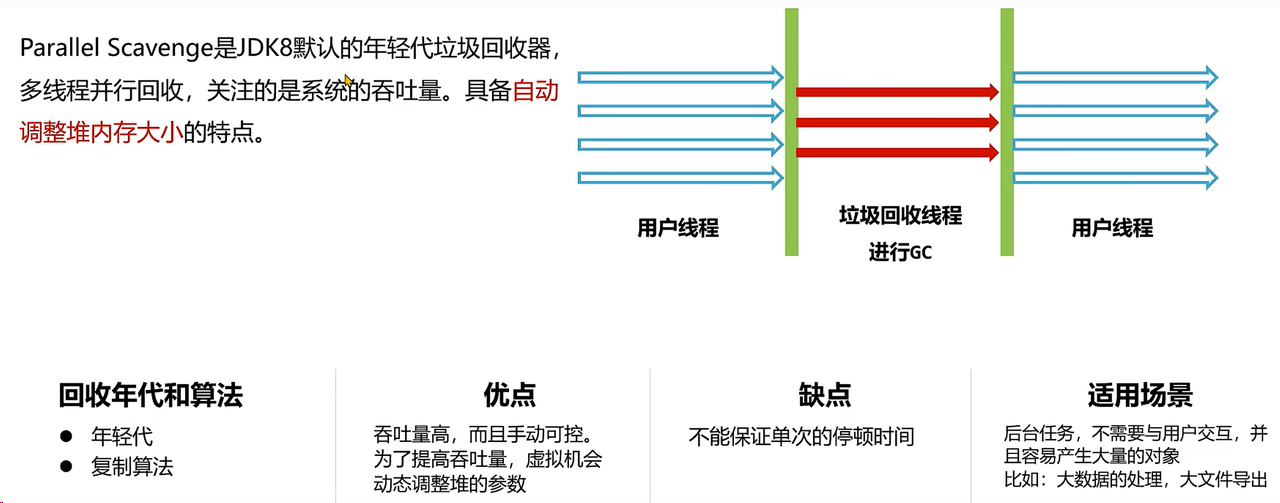 Parallel Scavenge是JDK8默认的年轻代垃圾回收器，
多线程并行回收，关注的是系统的吞吐量。具备自动
调整堆内存大小的特点。
用户线程
垃圾回收线程
进行GC
用户线程
回收年代和算法
● 年轻代
● 复制算法
优点
吞吐量高，而且手动可控。
为了提高吞吐量，虚拟机会
动态调整堆的参数
缺点
不能保证单次的停顿时间
适用场景
后台任务，不需要与用户交互，并
且容易产生大量的对象
比如：大数据的处理，大文件导出